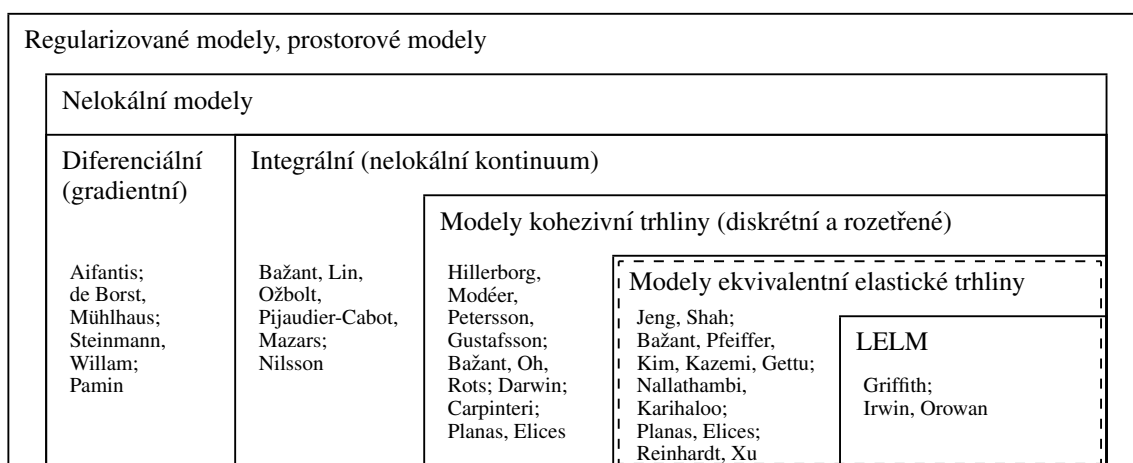 Regularizované modely, prostorové modely
Nelokální modely
Diferenciální
(gradientní)
Aifantis;
de Borst,
Mühlhaus;
Steinmann,
Willam;
Pamin
Integrální (nelokální kontinuum)
Bažant, Lin,
Ožbolt,
Pijaudier-Cabot,
Mazars;
Nilsson
Modely kohezivní trhliny (diskrétní a rozetřené)
Hillerborg,
Modéer,
Petersson,
Gustafsson;
Bažant, Oh,
Rots; Darwin;
Carpinteri;
Planas, Elices
Modely ekvivalentní elastické trhliny
Jeng, Shah;
Bažant, Pfeiffer,
Kim, Kazemi, Gettu;
Nallathambi,
Karihaloo;
Planas, Elices;
Reinhardt, Xu
LELM
Griffith;
Irwin, Orowan